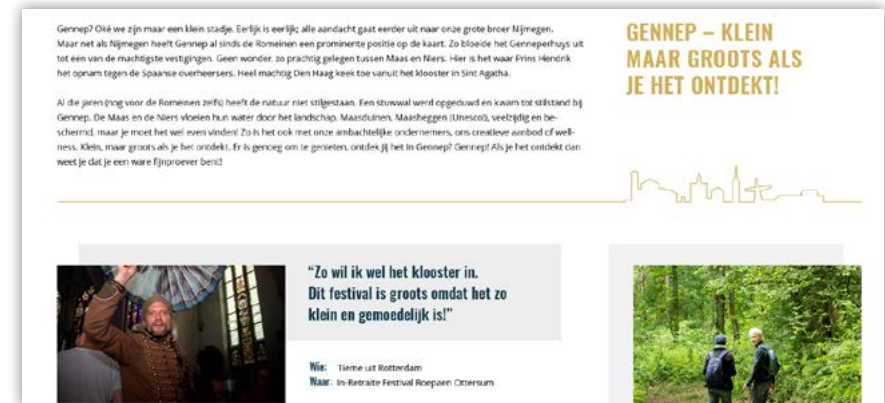 Gennep? Oké we zijn maar een klein stadje. Eerlijk is eerlijk; alle aandacht gaat eerder uit naar onze grote broer Nijmegen.
Maar net als Nijmegen heeft Gennep al sinds de Romeinen een prominente positie op de kaart. Zo bloeide het Genneperhuys uit
tot een van de machtigste vestigingen. Geen wonder, zo prachtig gelegen tussen Maas en Niers. Hier is het waar Prins Hendrik
het opnam tegen de Spaanse overheersers. Heel machtig Den Haag keek toe vanuit het klooster in Sint Agatha.
Al die jaren (nog voor de Romeinen zelfs) heeft de natuur niet stilgestaan. Een stuwwal werd opgeduwd en kwam tot stilstand bij
Gennep. De Maas en de Niers vloeien hun water door het landschap. Maasduinen, Maasheggen (Unesco!), veelzijdig en be-
schermd, maar je moet het wel even vinden! Zo is het ook met onze ambachtelijke ondernemers, ons creatieve aanbod of well-
ness. Klein, maar groots als je het ontdekt. Er is genoeg om te genieten, ontdek jij het in Gennep? Gennep! Als je het ontdekt dan
weet je dat je een ware fijnproever bent!
GENNEP – KLEIN
MAAR GROOTS ALS
JE HET ONTDEKT!
“Zo wil ik wel het klooster in.
Dit festival is groots omdat het zo
klein en gemoedelijk is!”
Wie: Tieme uit Rotterdam
Waar: In-Retraite Festival Roepaen Ottersum